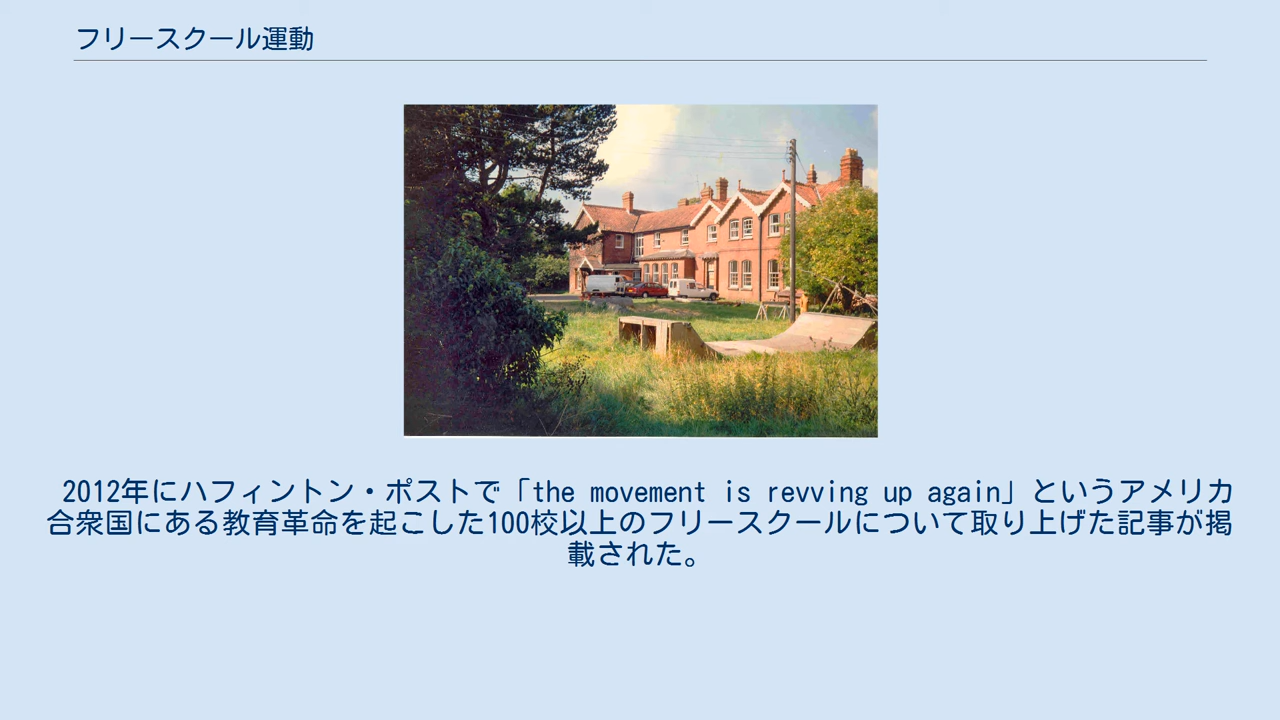 フリースクール運動
2012年にハフィントン・ポストで「the movement is revving up again」というアメリカ
合衆国にある教育革命を起こした100校以上のフリースクールについて取り上げた記事が掲
載された。